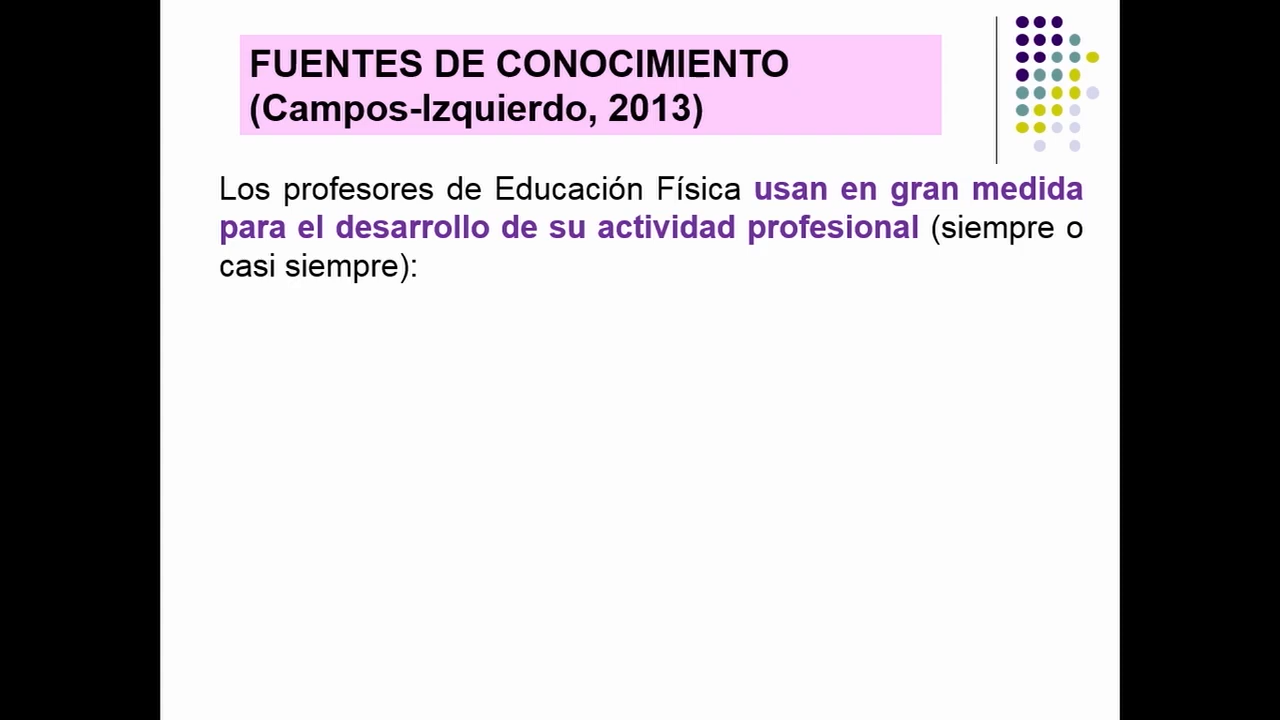 FUENTES DE CONOCIMIENTO
(Campos-Izquierdo, 2013)
Los profesores de Educación Física usan en gran medida
para el desarrollo de su actividad profesional (siempre o
casi siempre):